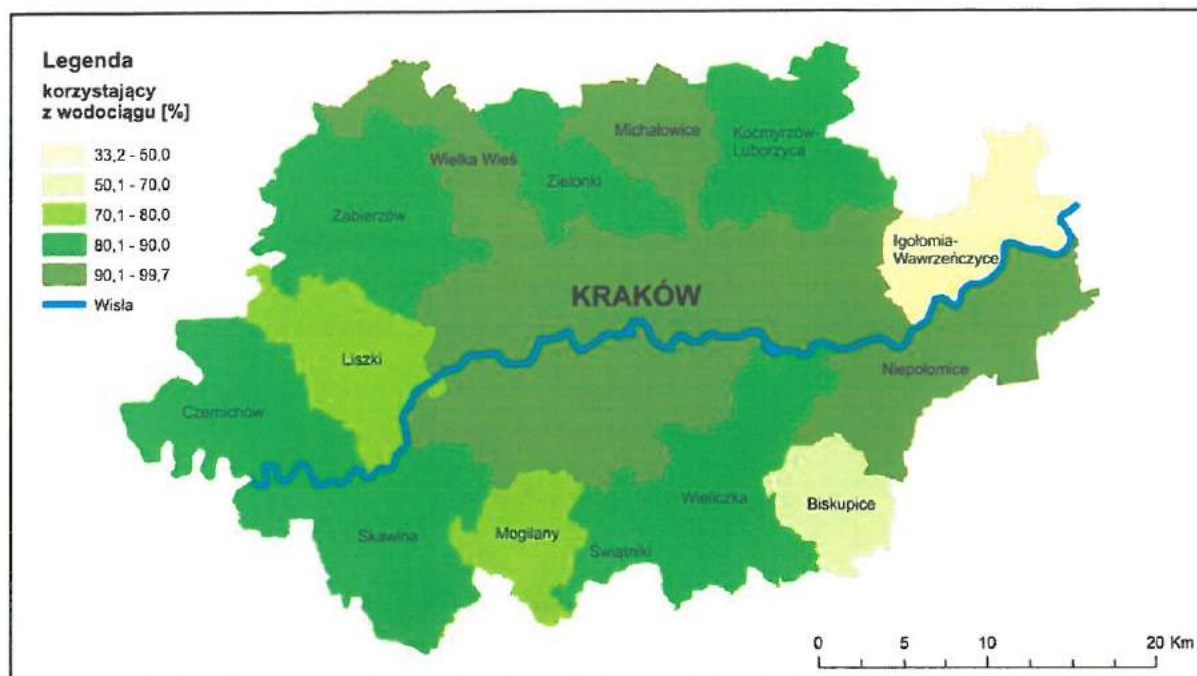 Legenda
korzystający
z wodociągu [%]
33,2 - 50.0
50,1 - 70.0
70,1 - 80.0
80,1 - 90.0
90,1 - 99,7
Wisła
Michałowice
Kocmyrzów-
Luborzyca
Wielka Wieś
Zielonki
Zabierzów
Igołomia-
Wawrzeńczyce
KRAKÓW
Liszki
Niepołomice
Czernichów
Wieliczka
Biskupice
Skawina
Mogilany
Świątniki
0 5 10 20 Km